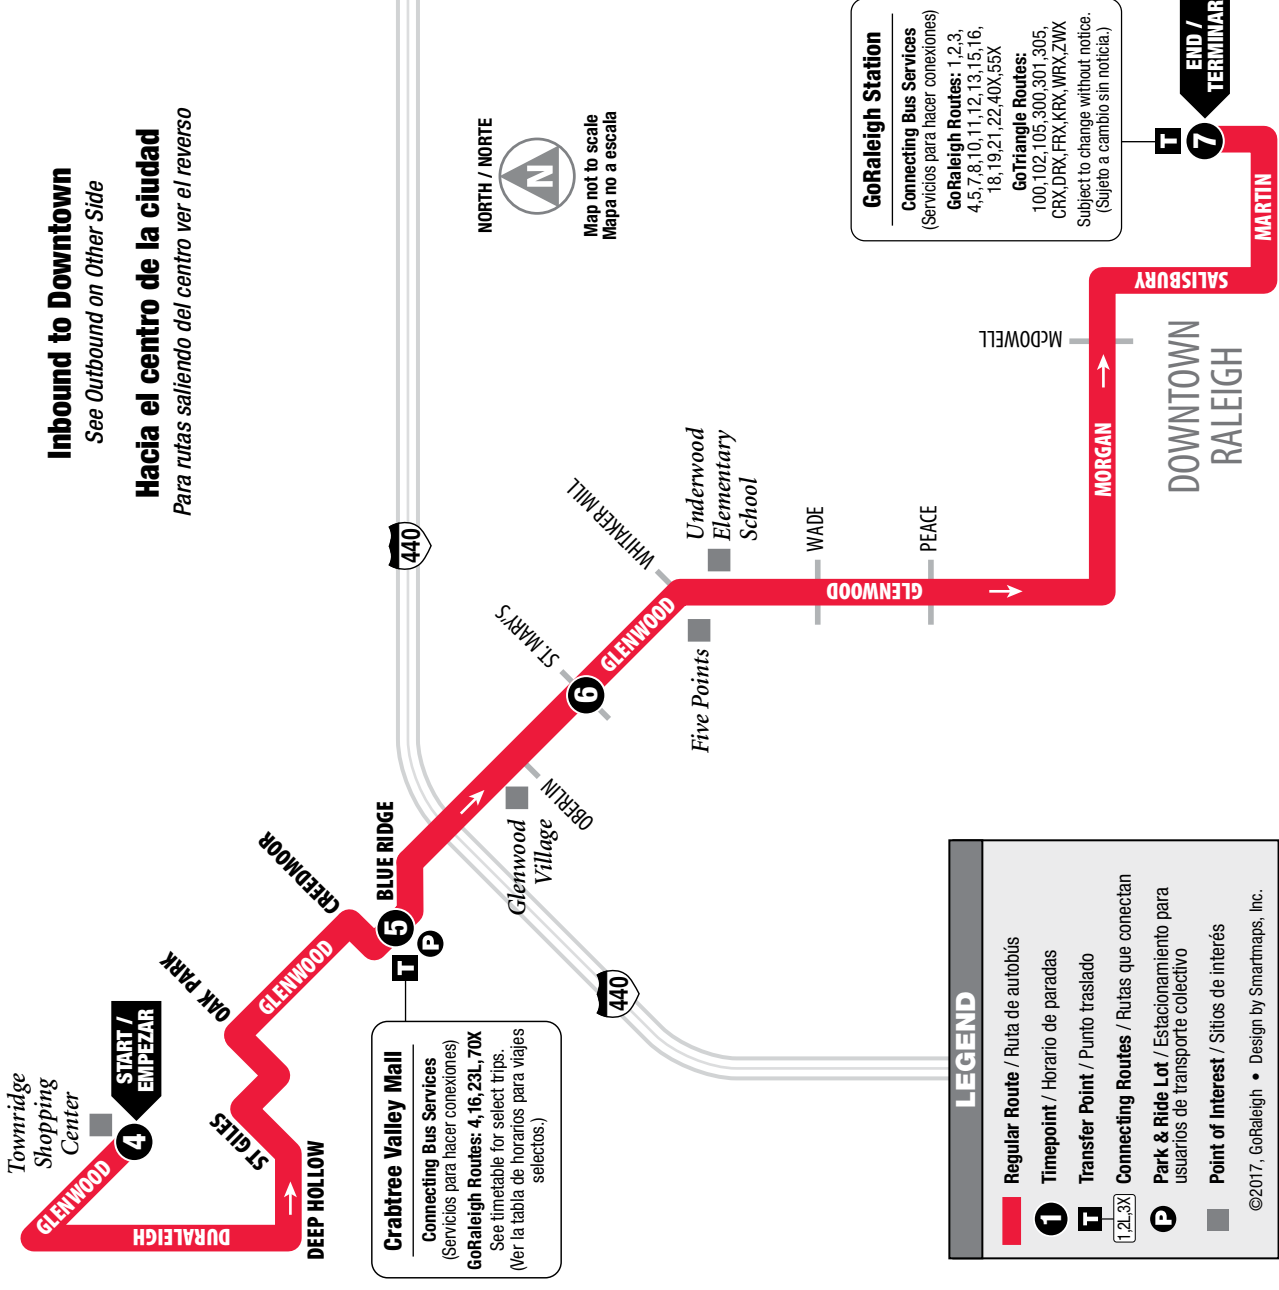 Inbound to Downtown
See Outbound on Other Side
Hacia el centro de la ciudad
Para rutas saliendo del centro ver el reverso
NORTH / NORTE
N
Map not to scale
Mapa no a escala
Townridge
Shopping
Center
START /
EMPEZAR
4
GLENWOOD
DURALEIGH
DEEP HOLLOW
ST GILES
OAK PARK
GLENWOOD
CREEDMOOR
BLUE RIDGE
5
T
P
Crabtree Valley Mall
Connecting Bus Services
(Servicios para hacer conexiones)
GoRaleigh Routes: 4,16,23L,70X
See timetable for select trips.
(Ver la tabla de horarios para viajes
selectos.)
440
440
Glenwood
Village
OBERLIN
ST. MARY'S
6
GLENWOOD
WHITAKER MILL
Five Points
Underwood
Elementary
School
WADE
GLENWOOD
PEACE
MORGAN
McDOWELL
SALISBURY
MARTIN
DOWNTOWN
RALEIGH
GoRaleigh Station
Connecting Bus Services
(Servicios para hacer conexiones)
GoRaleigh Routes: 1,2,3,
4,5,7,8,10,11,12,13,15,16,
18,19,21,22,40X,55X
GoTriangle Routes:
100,102,105,300,301,305,
CRX,DRX,FRX,KRX,WRX,ZWX
Subject to change without notice.
(Sujeto a cambio sin noticia.)
T
7
END /
TERMINAR
LEGEND
Regular Route / Ruta de autobús
1
Timepoint / Horario de paradas
T
Transfer Point / Punto traslado
1,2L,3X
Connecting Routes / Rutas que conectan
P
Park & Ride Lot / Estacionamiento para
usuarios de transporte colectivo
Point of Interest / Sitios de interés
©2017, GoRaleigh • Design by Smartmaps, Inc.